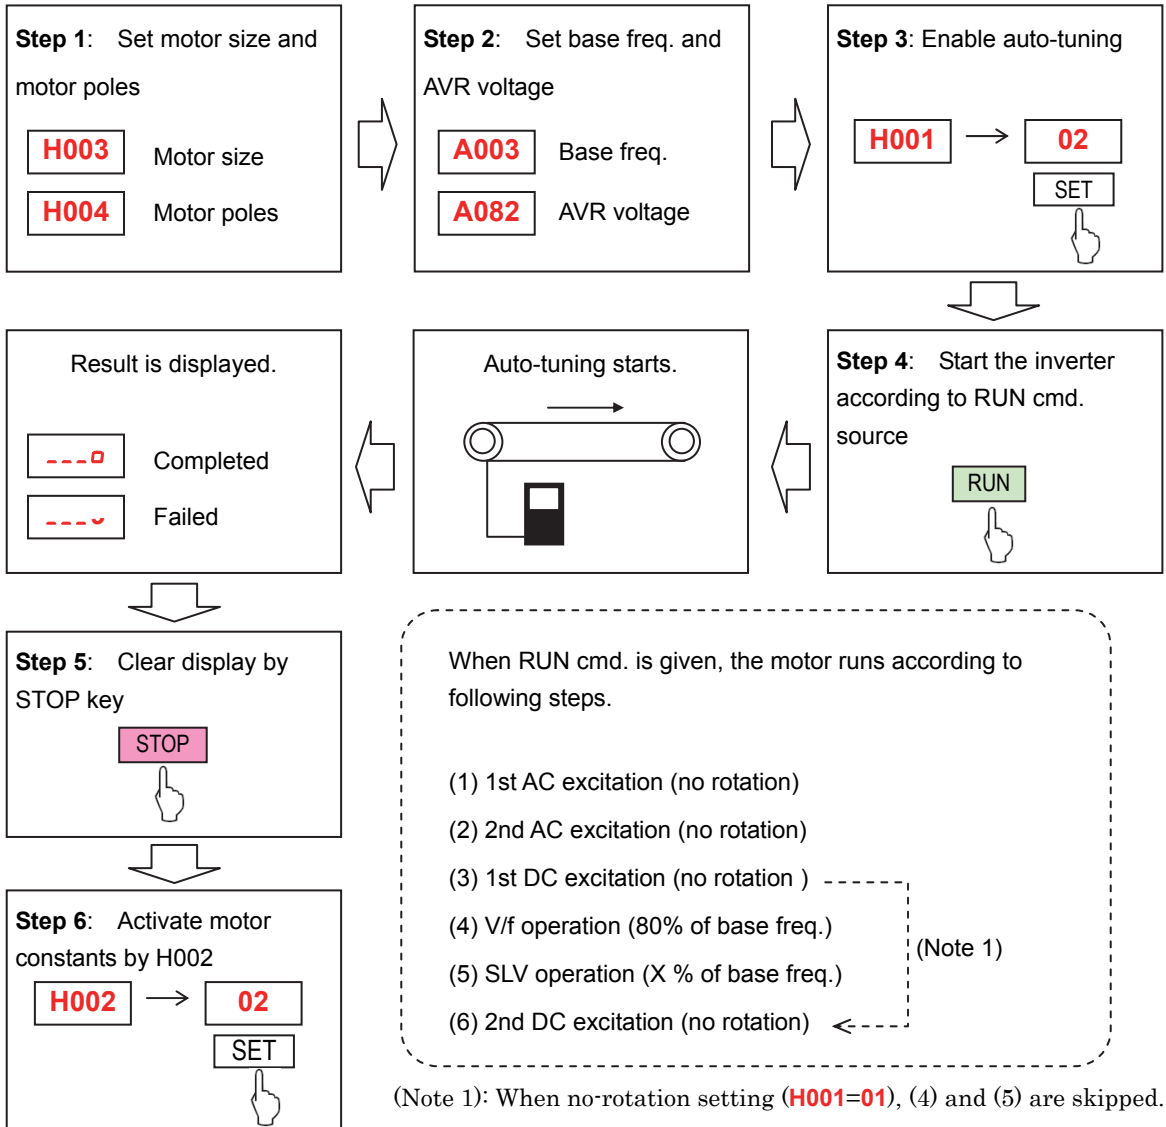 Step 1: Set motor size and
motor poles
H003 Motor size
H004 Motor poles
Step 2: Set base freq. and
AVR voltage
A003 Base freq.
A082 AVR voltage
Step 3: Enable auto-tuning
H001 → 02
SET
Step 4: Start the inverter
according to RUN cmd.
source
RUN
Auto-tuning starts.
Result is displayed.
Completed
Failed
Step 5: Clear display by
STOP key
STOP
Step 6: Activate motor
constants by H002
H002 → 02
SET
When RUN cmd. is given, the motor runs according to
following steps.
(1) 1st AC excitation (no rotation)
(2) 2nd AC excitation (no rotation)
(3) 1st DC excitation (no rotation )
(4) V/f operation (80% of base freq.)
(5) SLV operation (X % of base freq.)
(6) 2nd DC excitation (no rotation)
(Note 1)
(Note 1): When no-rotation setting (H001=01), (4) and (5) are skipped.